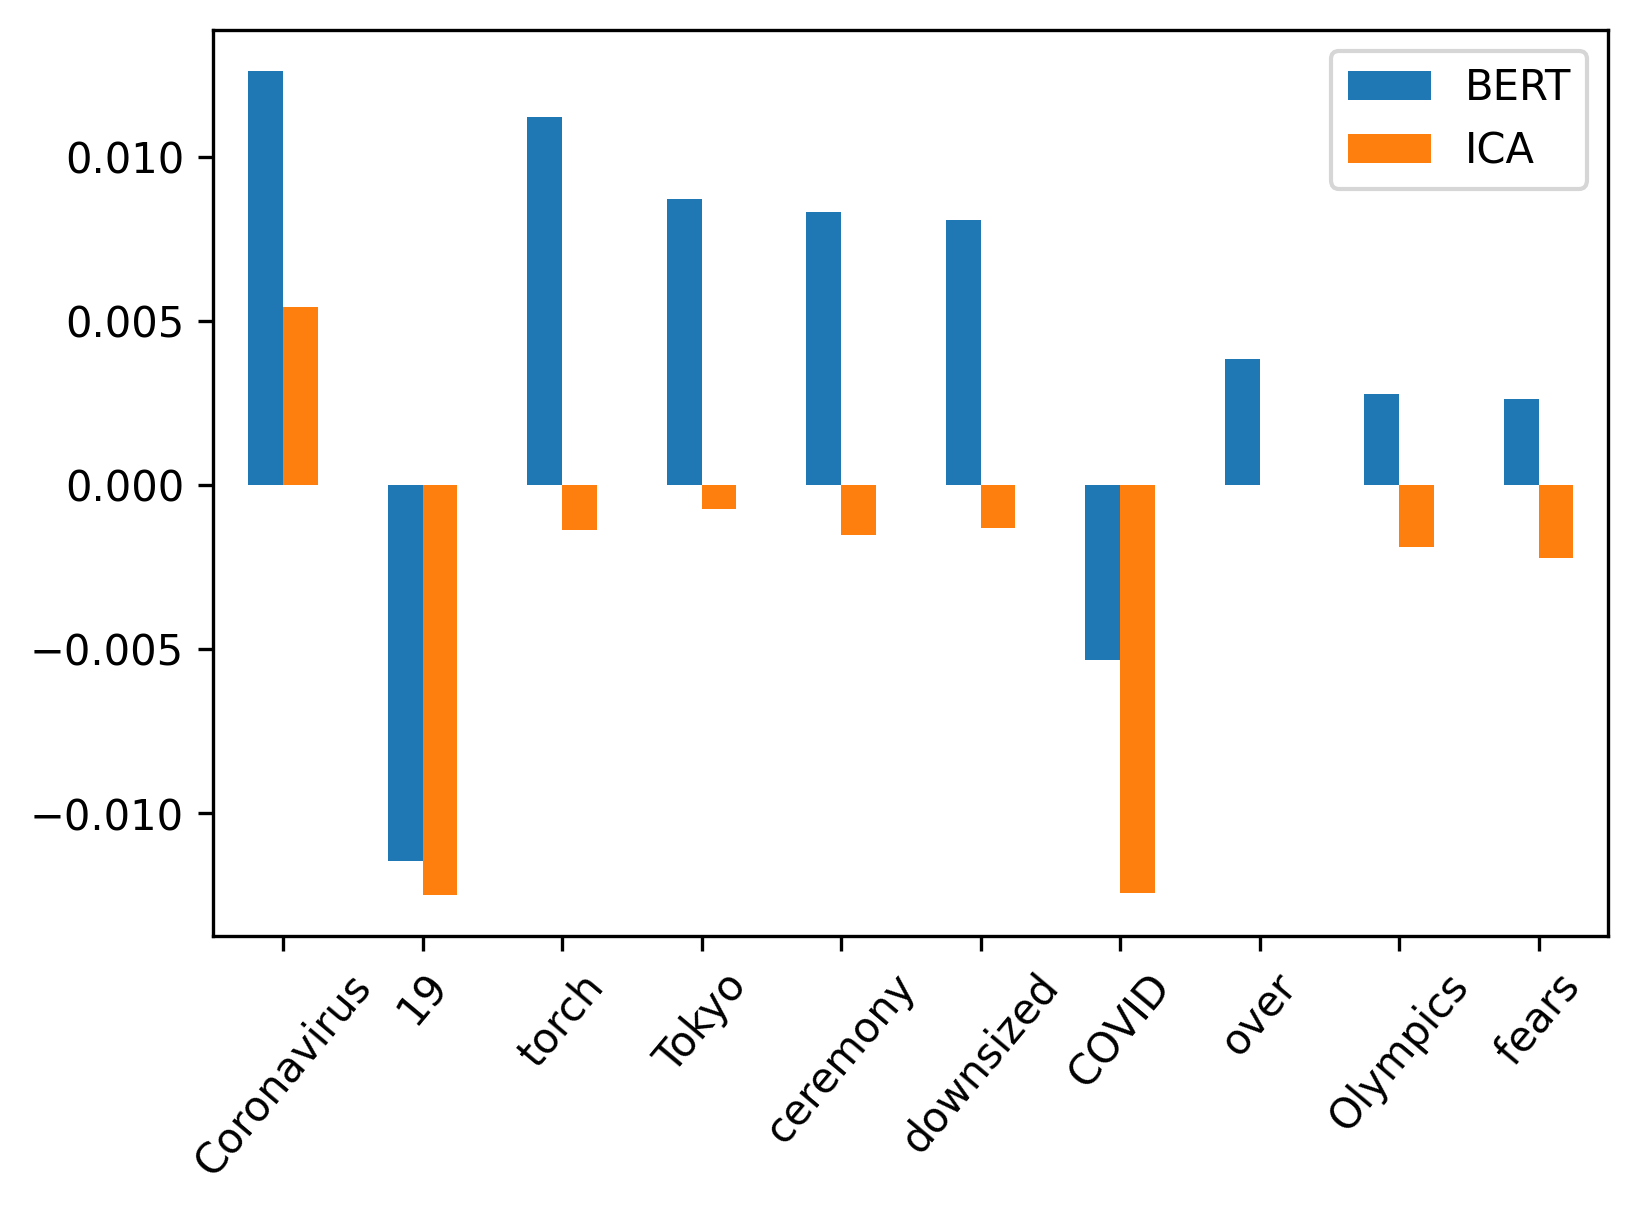 BERT
ICA
0.010
0.005
0.000
−0.005
−0.010
Coronavirus
19
torch
Tokyo
ceremony
downsized
COVID
over
Olympics
fears